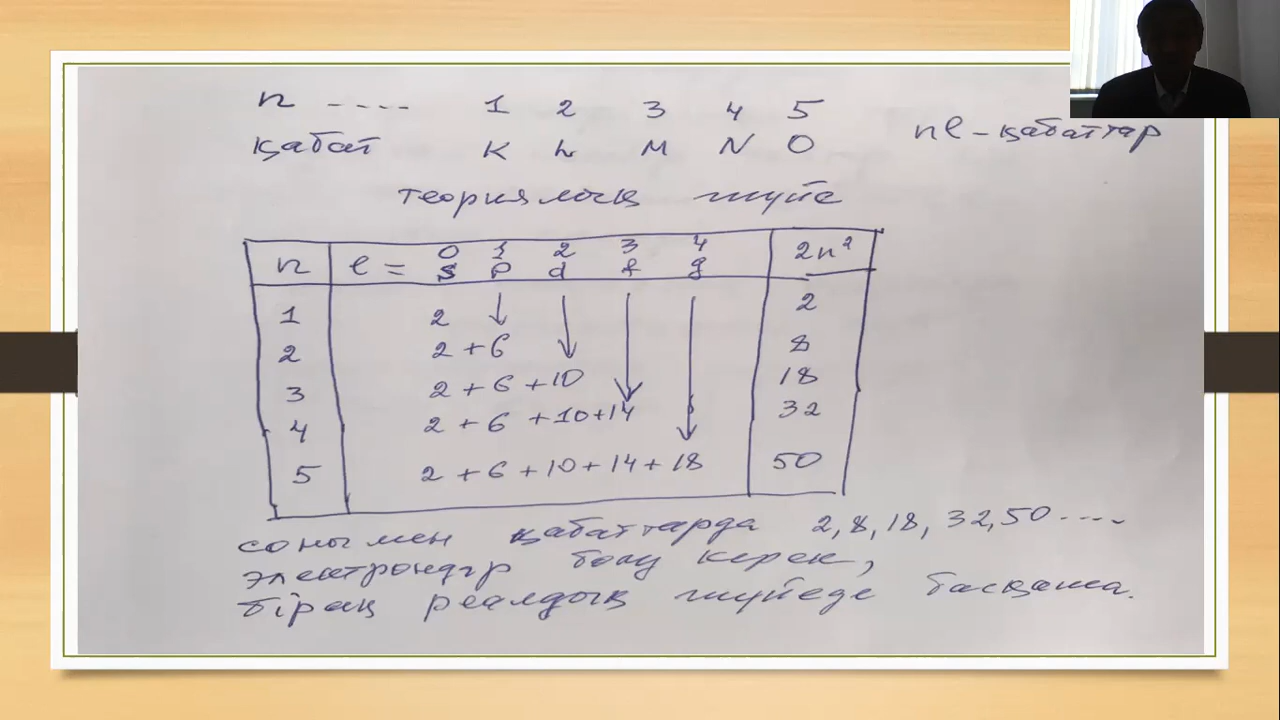 n ---- 1 2 3 4 5
қабат K L M N O nl-қабаттар
теориялық жүйе
n l = 0 1 2 3 4 2n²
s p d f g
1 2 2
2 2 + 6 8
3 2 + 6 + 10 18
4 2 + 6 + 10 + 14 32
5 2 + 6 + 10 + 14 + 18 50
сонымен қабаттарда 2, 8, 18, 32, 50 ----
электрондар болу керек,
бірақ реалдық жүйеде басқаша.